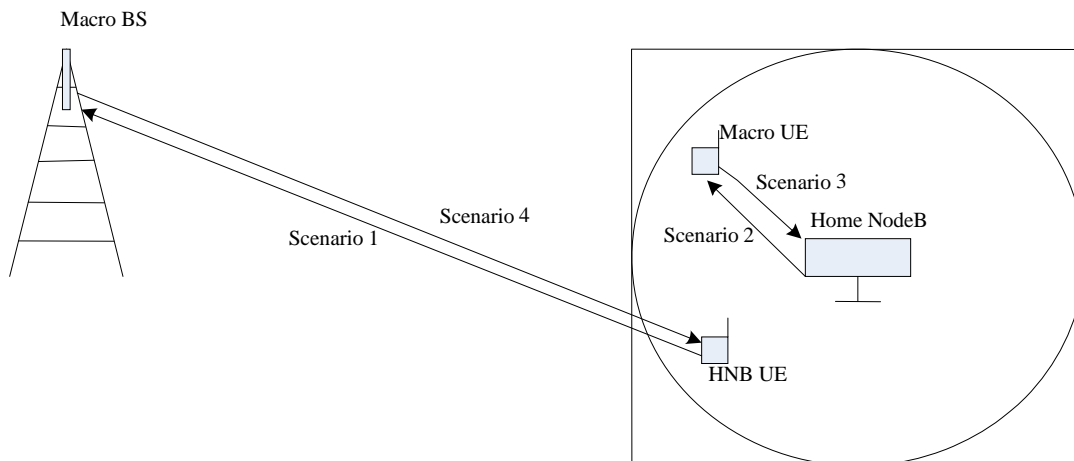 Macro BS
Macro UE
Scenario 3
Home NodeB
Scenario 4
Scenario 2
Scenario 1
HNB UE